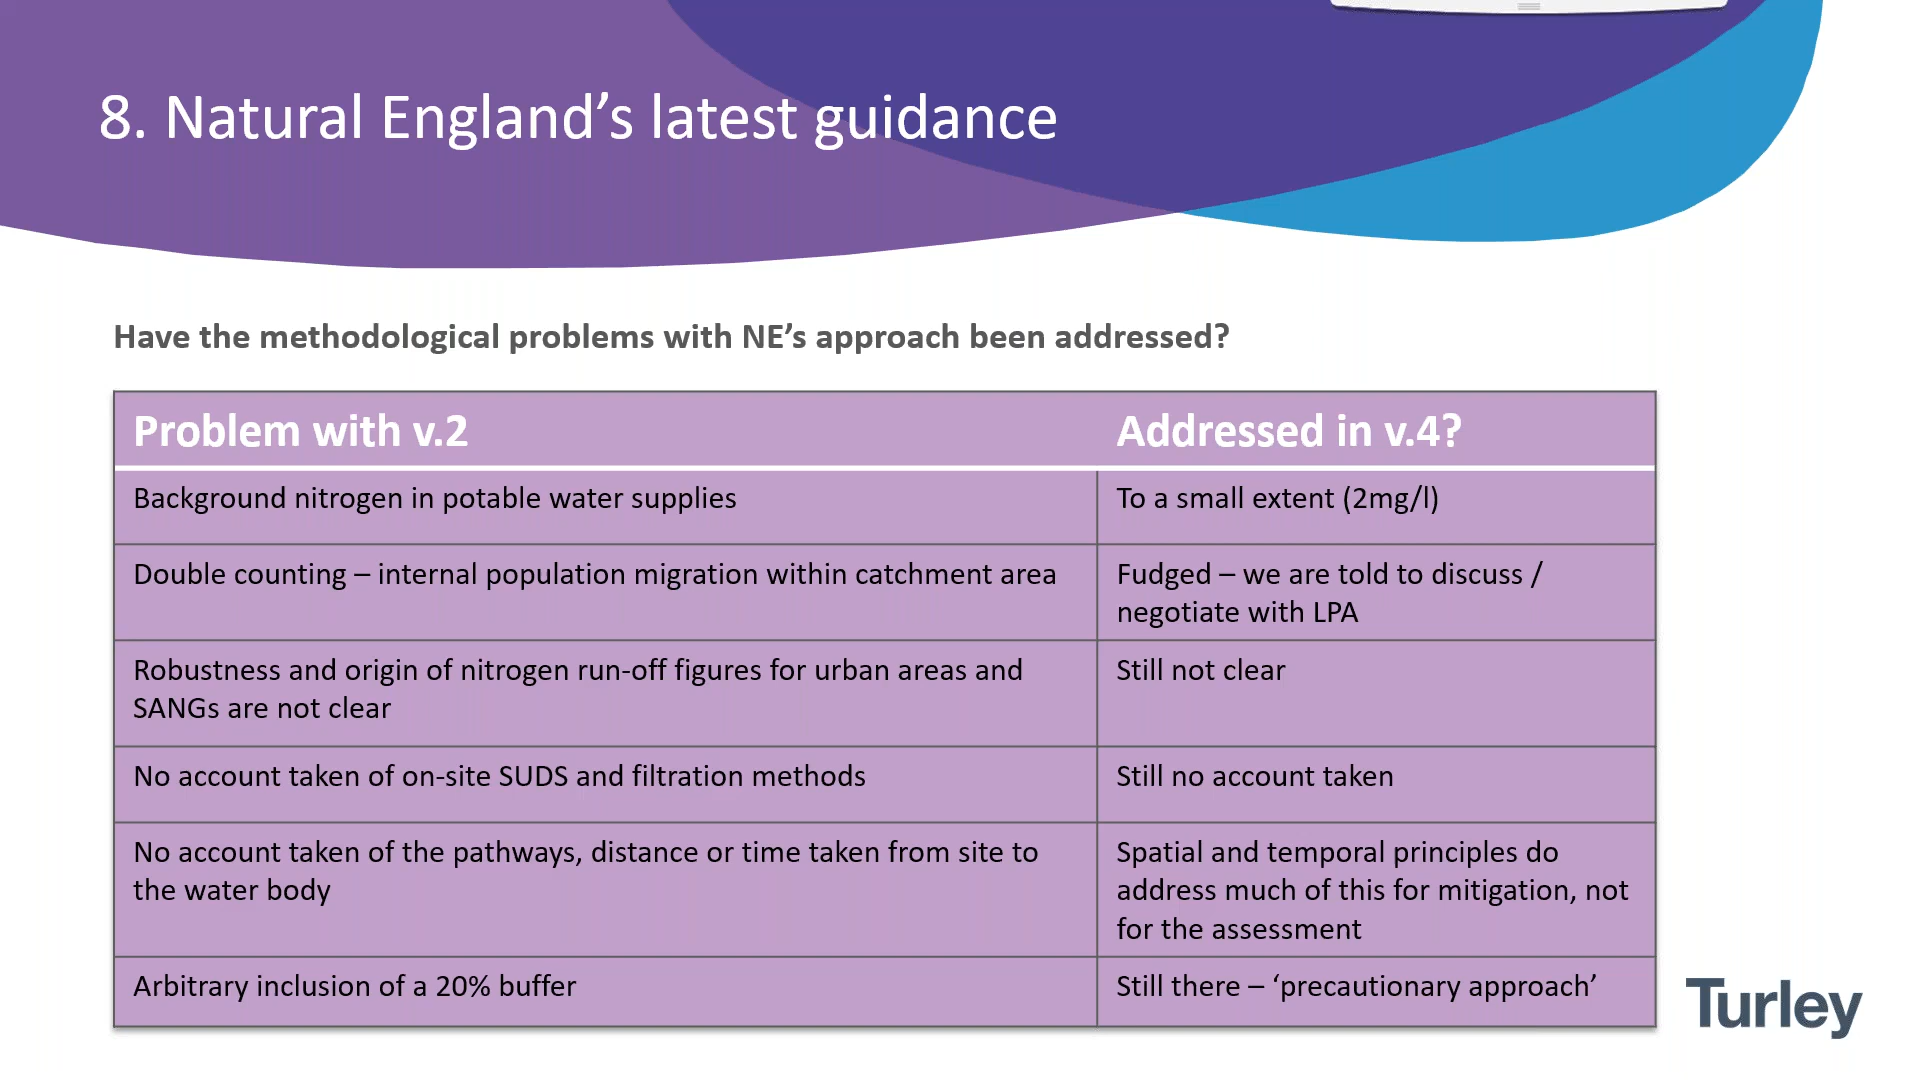 8. Natural England’s latest guidance
Have the methodological problems with NE’s approach been addressed?
Problem with v.2
Addressed in v.4?
Background nitrogen in potable water supplies
To a small extent (2mg/l)
Double counting – internal population migration within catchment area
Fudged – we are told to discuss /
negotiate with LPA
Robustness and origin of nitrogen run-off figures for urban areas and
SANGs are not clear
Still not clear
No account taken of on-site SUDS and filtration methods
Still no account taken
No account taken of the pathways, distance or time taken from site to
the water body
Spatial and temporal principles do
address much of this for mitigation, not
for the assessment
Arbitrary inclusion of a 20% buffer
Still there – ‘precautionary approach’
Turley